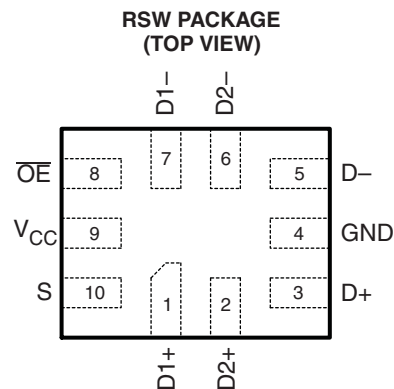 RSW PACKAGE
(TOP VIEW)
D1–
D2–
7
6
O̅E̅
8
5
D–
VCC
9
4
GND
S
10
1
2
3
D+
D1+
D2+